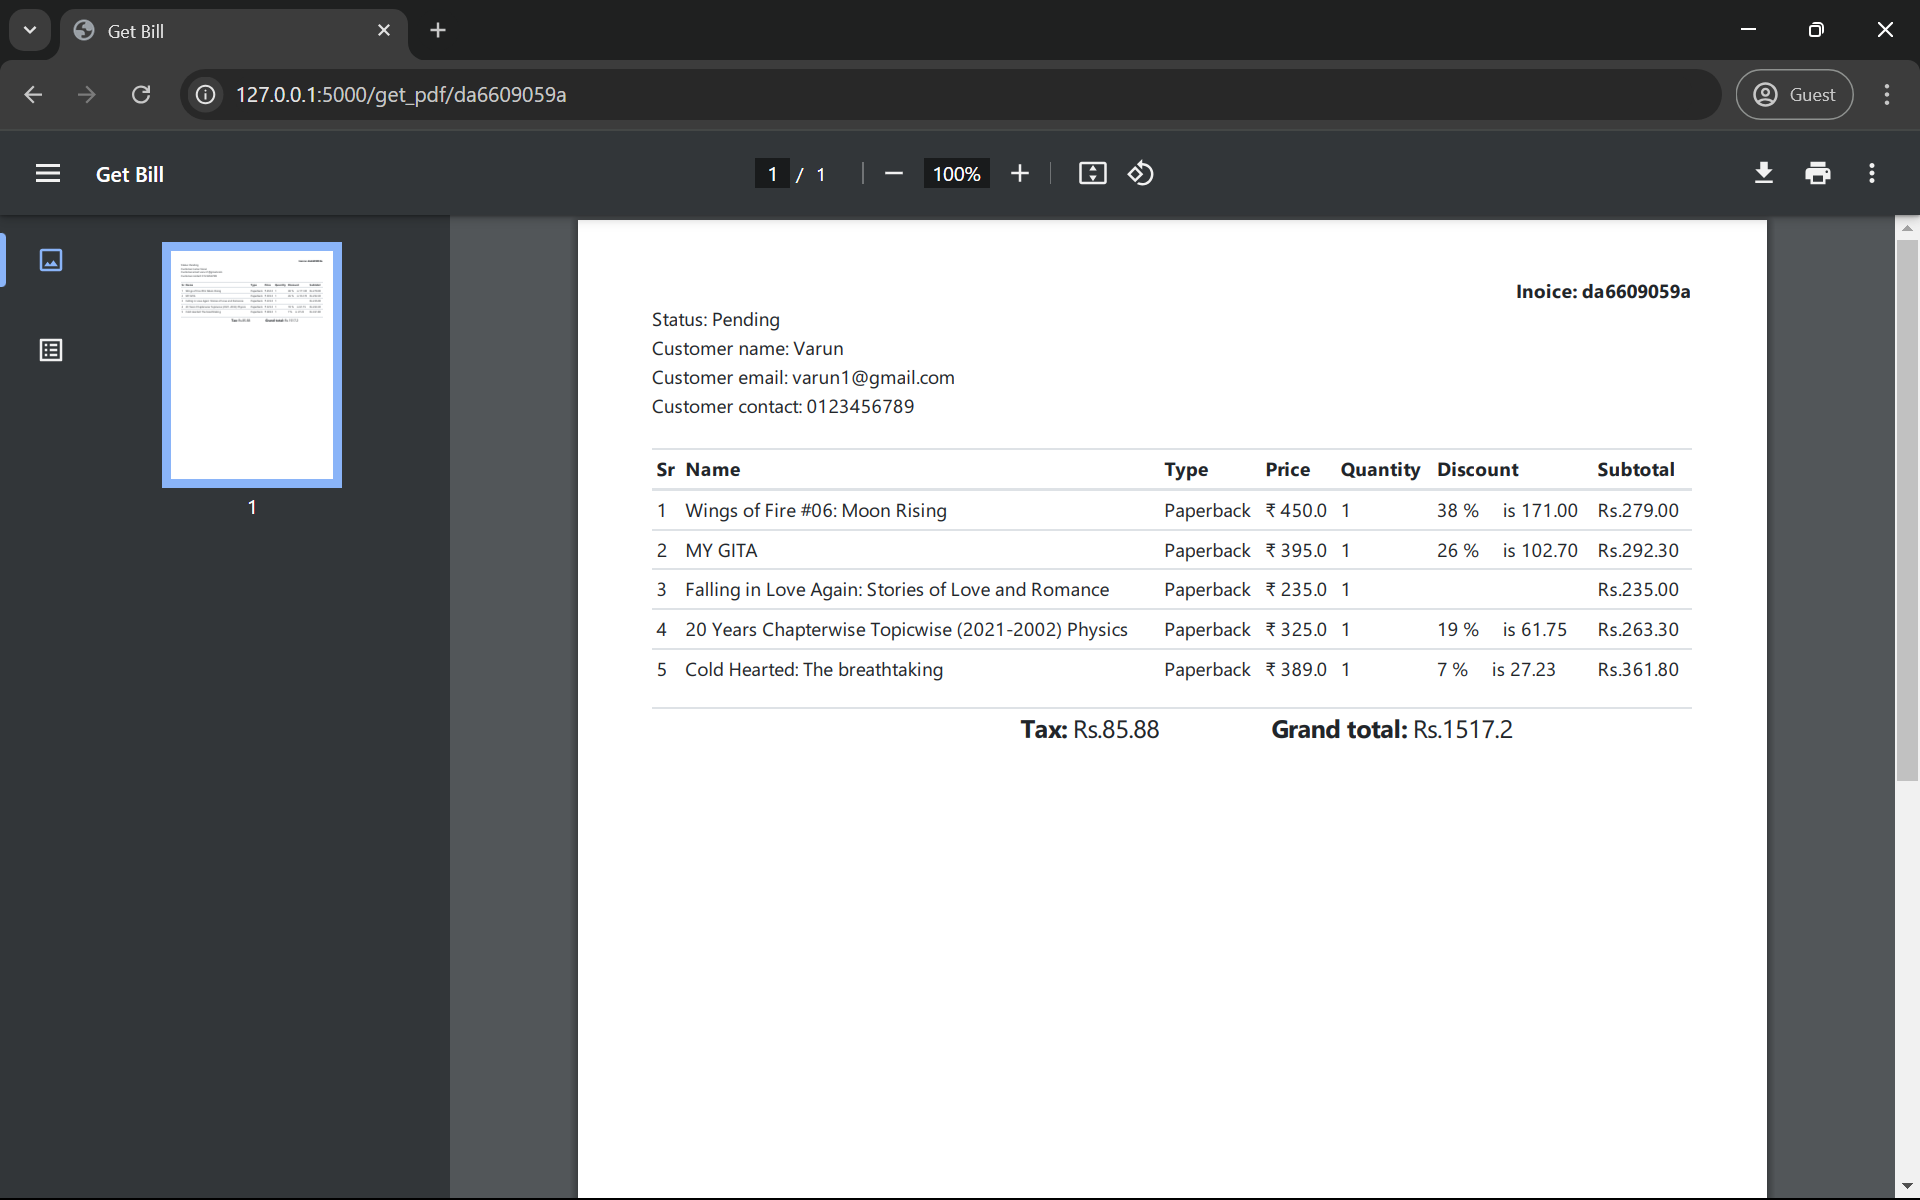 Get Bill
127.0.0.1:5000/get_pdf/da6609059a
Guest
Get Bill
1 / 1
100%
1
Inoice: da6609059a
Status: Pending
Customer name: Varun
Customer email: varun1@gmail.com
Customer contact: 0123456789
Sr Name Type Price Quantity Discount Subtotal
1 Wings of Fire #06: Moon Rising Paperback ₹ 450.0 1 38 % is 171.00 Rs.279.00
2 MY GITA Paperback ₹ 395.0 1 26 % is 102.70 Rs.292.30
3 Falling in Love Again: Stories of Love and Romance Paperback ₹ 235.0 1 Rs.235.00
4 20 Years Chapterwise Topicwise (2021-2002) Physics Paperback ₹ 325.0 1 19 % is 61.75 Rs.263.30
5 Cold Hearted: The breathtaking Paperback ₹ 389.0 1 7 % is 27.23 Rs.361.80
Tax: Rs.85.88 Grand total: Rs.1517.2